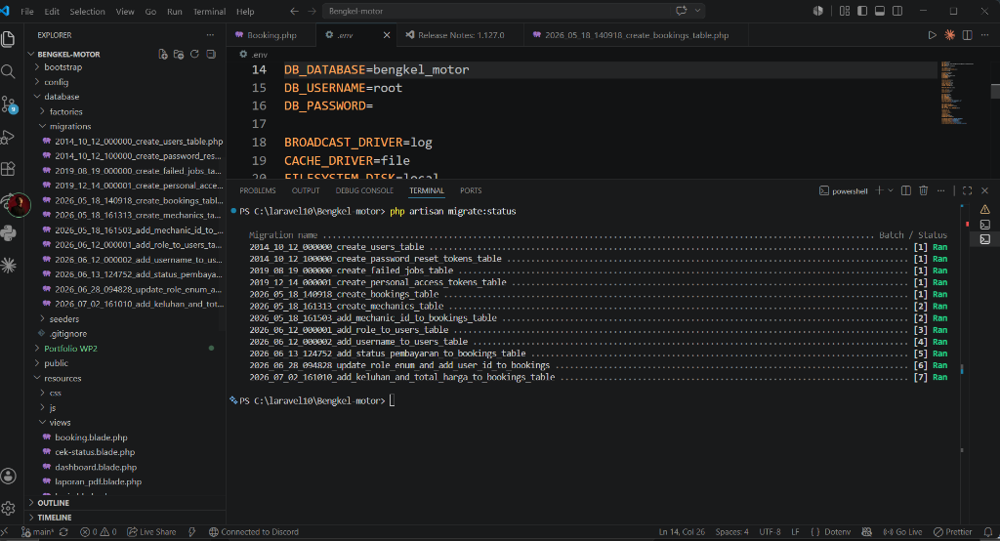 File Edit Selection View Go Run Terminal Help
Bengkel-motor
EXPLORER
BENGKEL-MOTOR
bootstrap
config
database
factories
migrations
2014_10_12_000000_create_users_table.php
2014_10_12_100000_create_password_res...
2019_08_19_000000_create_failed_jobs_ta...
2019_12_14_000001_create_personal_acce...
2026_05_18_140918_create_bookings_tabl...
2026_05_18_161313_create_mechanics_ta...
2026_05_18_161503_add_mechanic_id_to_...
2026_06_12_000001_add_role_to_users_ta...
2026_06_12_000002_add_username_to_us...
2026_06_13_124752_add_status_pembaya...
2026_06_28_094828_update_role_enum_a...
2026_07_02_161010_add_keluhan_and_tot...
seeders
.gitignore
Portfolio WP2
public
resources
css
js
views
booking.blade.php
cek-status.blade.php
dashboard.blade.php
laporan_pdf.blade.php
OUTLINE
TIMELINE
Booking.php
.env
Release Notes: 1.127.0
2026_05_18_140918_create_bookings_table.php
.env
14 DB_DATABASE=bengkel_motor
15 DB_USERNAME=root
16 DB_PASSWORD=
17
18 BROADCAST_DRIVER=log
19 CACHE_DRIVER=file
20 FILESYSTEM_DISK=local
PROBLEMS OUTPUT DEBUG CONSOLE TERMINAL PORTS
powershell
PS C:\laravel10\Bengkel-motor> php artisan migrate:status
Migration name ... Batch / Status
2014_10_12_000000_create_users_table ... [1] Ran
2014_10_12_100000_create_password_reset_tokens_table ... [1] Ran
2019_08_19_000000_create_failed_jobs_table ... [1] Ran
2019_12_14_000001_create_personal_access_tokens_table ... [1] Ran
2026_05_18_140918_create_bookings_table ... [1] Ran
2026_05_18_161313_create_mechanics_table ... [2] Ran
2026_05_18_161503_add_mechanic_id_to_bookings_table ... [2] Ran
2026_06_12_000001_add_role_to_users_table ... [3] Ran
2026_06_12_000002_add_username_to_users_table ... [4] Ran
2026_06_13_124752_add_status_pembayaran_to_bookings_table ... [5] Ran
2026_06_28_094828_update_role_enum_and_add_user_id_to_bookings ... [6] Ran
2026_07_02_161010_add_keluhan_and_total_harga_to_bookings_table ... [7] Ran
PS C:\laravel10\Bengkel-motor>
main* 0 0 Live Share Connected to Discord Ln 14, Col 26 Spaces: 4 UTF-8 LF { } Dotenv Go Live Prettier